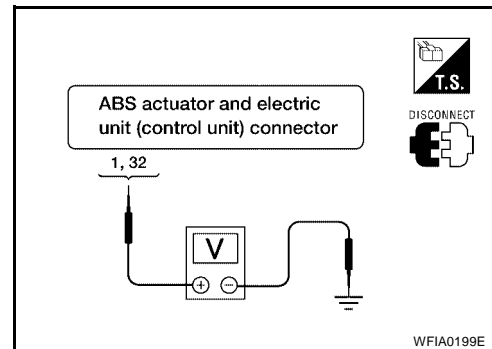 T.S.
DISCONNECT
ABS actuator and electric
unit (control unit) connector
1, 32
V
+ −
WFIA0199E